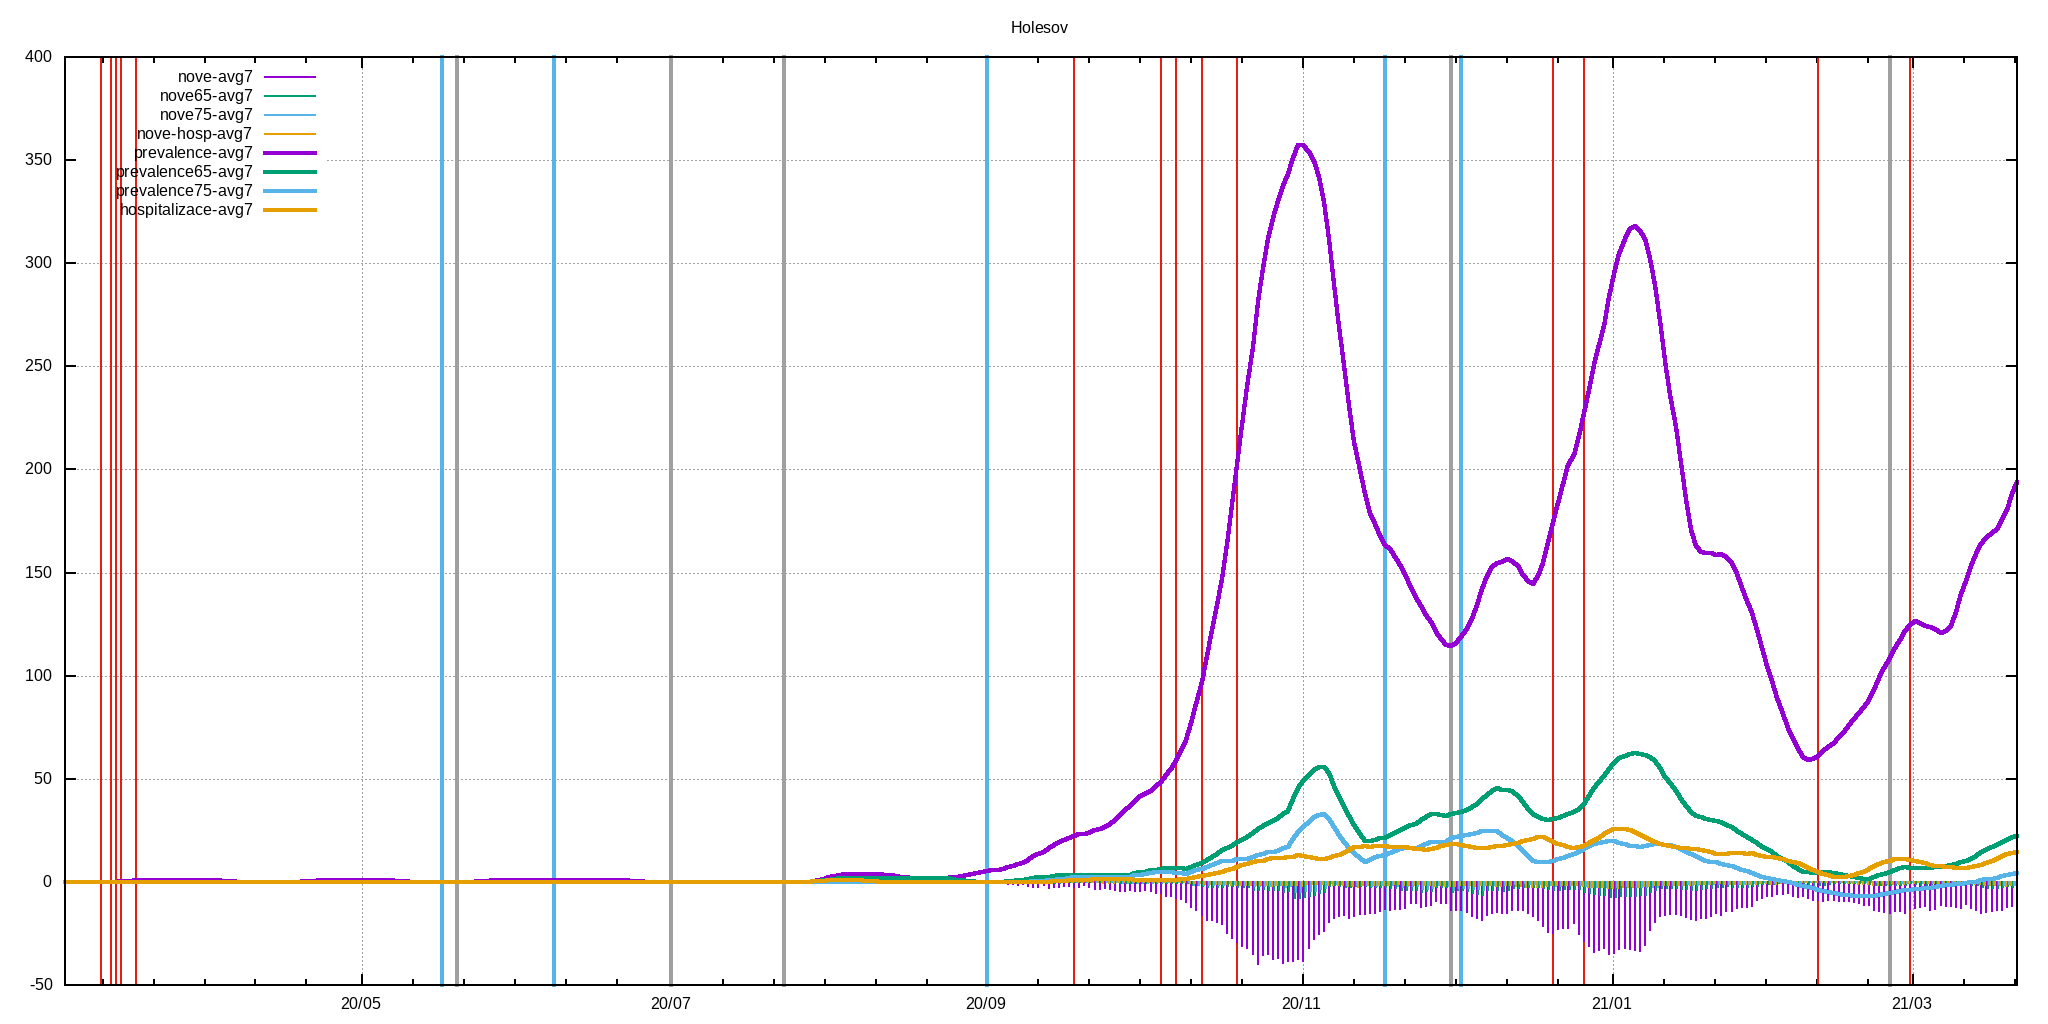 Holesov
400
350
300
250
200
150
100
50
0
-50
nove-avg7
nove65-avg7
nove75-avg7
nove-hosp-avg7
prevalence-avg7
prevalence65-avg7
prevalence75-avg7
hospitalizace-avg7
20/05
20/07
20/09
20/11
21/01
21/03